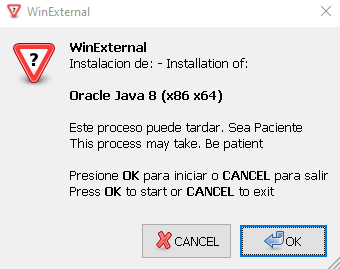 WinExternal
WinExternal
Instalacion de: - Installation of:
Oracle Java 8 (x86 x64)
Este proceso puede tardar. Sea Paciente
This process may take. Be patient
Presione OK para iniciar o CANCEL para salir
Press OK to start or CANCEL to exit
CANCEL
OK